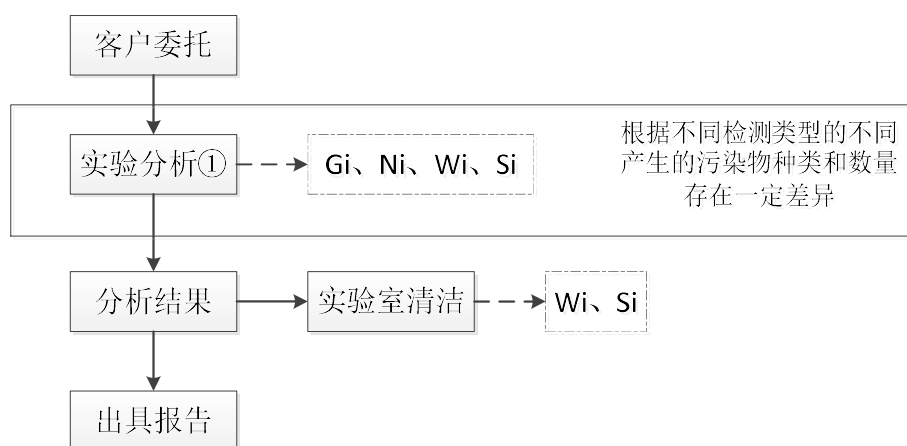 客户委托
实验分析①
Gi、Ni、Wi、Si
根据不同检测类型的不同
产生的污染物种类和数量
存在一定差异
分析结果
实验室清洁
Wi、Si
出具报告